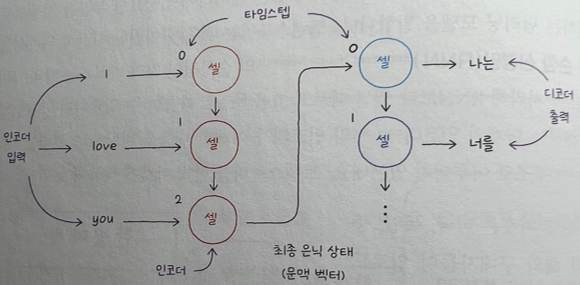 타임스텝
0
셀
0
셀
I
나는
인코더
입력
1
셀
1
셀
love
너를
디코더
출력
2
셀
you
⋮
최종 은닉 상태
(문맥 벡터)
인코더